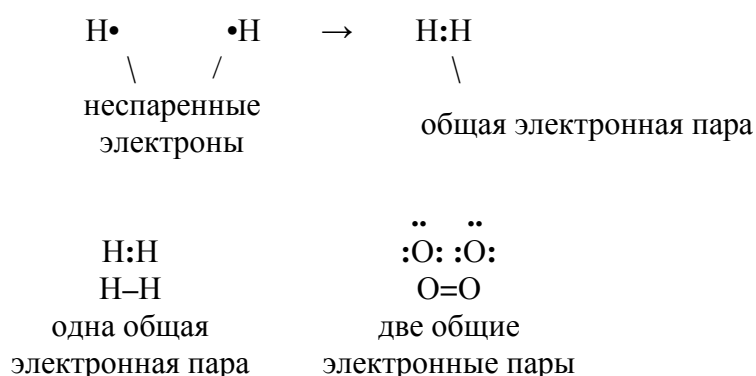 H• •H → H:H
\ / \
неспаренные
электроны
общая электронная пара
•• ••
H:H :O: :O:
H–H O=O
одна общая две общие
электронная пара электронные пары